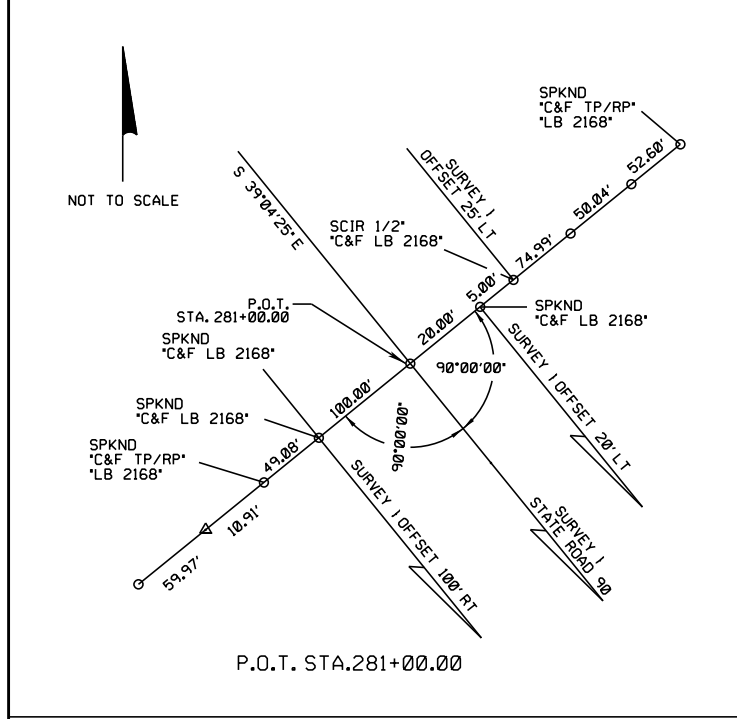 SPKND
"C&F TP/RP"
"LB 2168"
52.60'
50.04'
74.99'
SURVEY 1
OFFSET 25' LT
S 39°04'25" E
NOT TO SCALE
SCIR 1/2"
"C&F LB 2168"
5.00'
SPKND
"C&F LB 2168"
P.O.T.
STA. 281+00.00
20.00'
SPKND
"C&F LB 2168"
90°00'00"
SURVEY 1 OFFSET 20' LT
100.00'
SPKND
"C&F LB 2168"
90°00'00"
SPKND
"C&F TP/RP"
"LB 2168"
49.08'
10.91'
59.97'
SURVEY 1 OFFSET 100' RT
SURVEY 1
STATE ROAD 90
P.O.T. STA.281+00.00